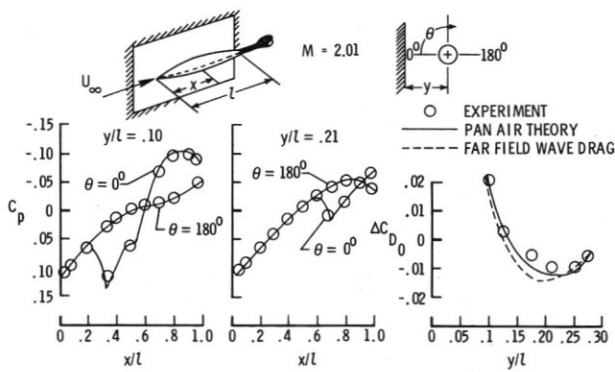 M = 2.01
U∞
x
l
0° θ 180°
y
EXPERIMENT
PAN AIR THEORY
FAR FIELD WAVE DRAG
y/l = .10
-.15
-.10
-.05
0
.05
.10
.15
Cp
θ = 0°
θ = 180°
0 .2 .4 .6 .8 1.0
x/l
y/l = .21
θ = 180°
θ = 0°
0 .2 .4 .6 .8 1.0
x/l
ΔCD0
.02
.01
0
-.01
-.02
0 .05 .1 .15 .20 .25 .30
y/l